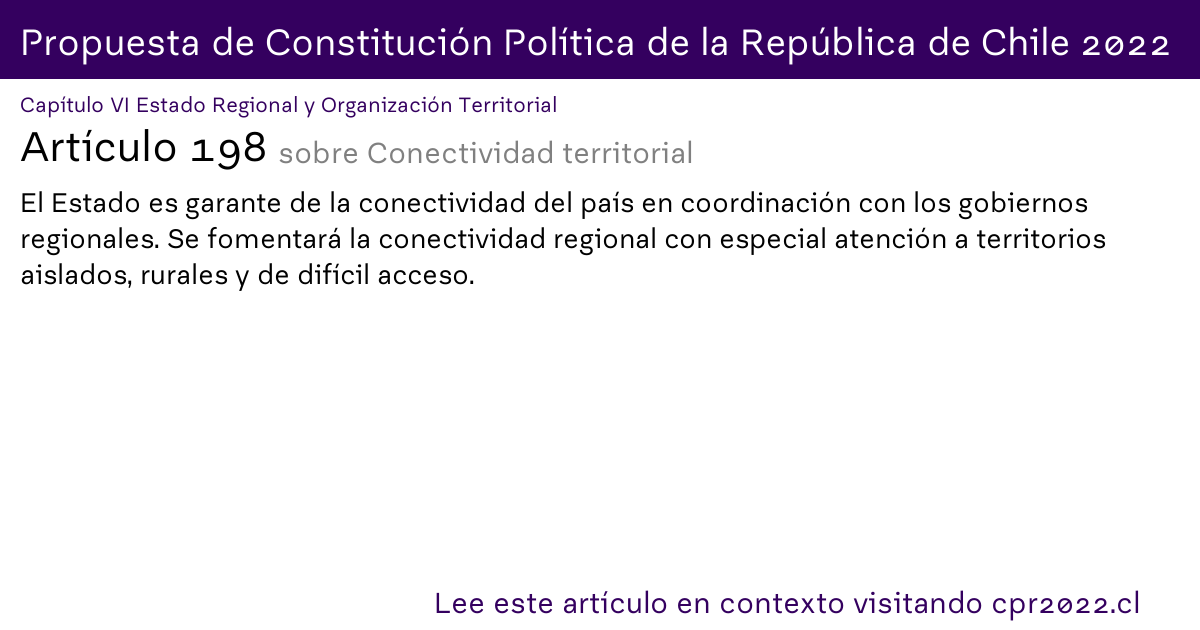 Propuesta de Constitución Política de la República de Chile 2022
Capítulo VI Estado Regional y Organización Territorial
Artículo 198 sobre Conectividad territorial
El Estado es garante de la conectividad del país en coordinación con los gobiernos
regionales. Se fomentará la conectividad regional con especial atención a territorios
aislados, rurales y de difícil acceso.
Lee este artículo en contexto visitando cpr2022.cl